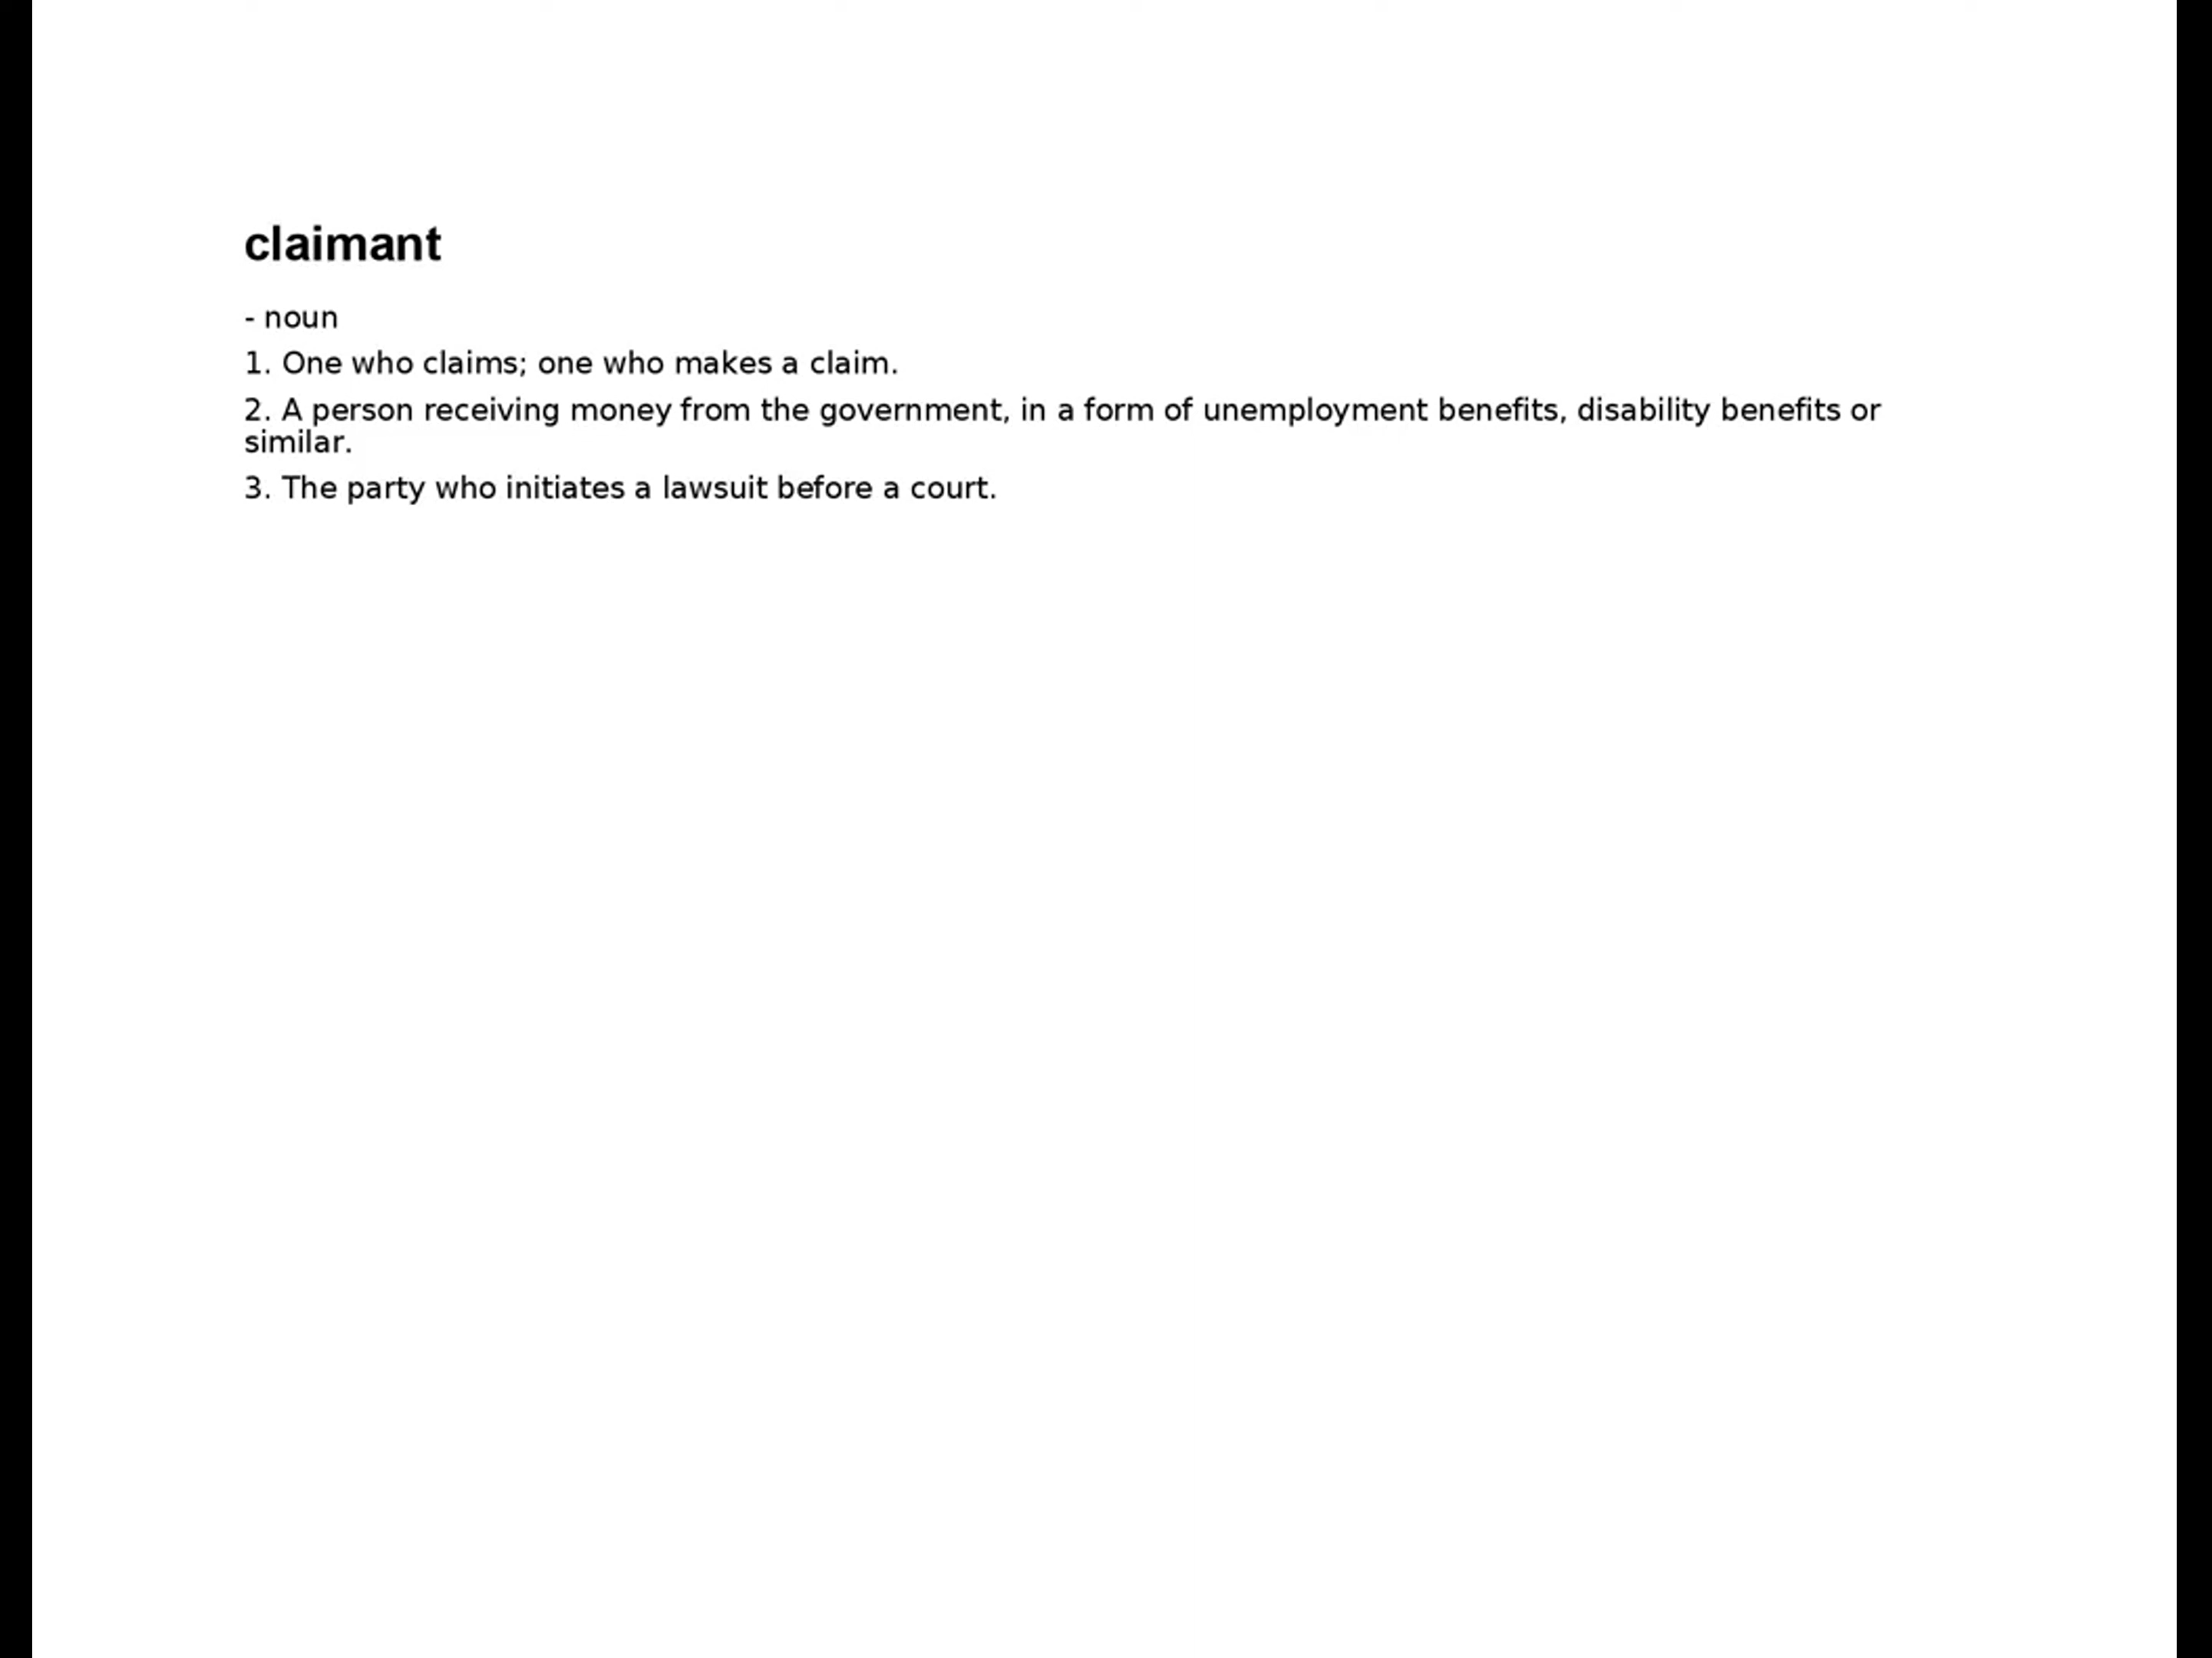 claimant
- noun
1. One who claims; one who makes a claim.
2. A person receiving money from the government, in a form of unemployment benefits, disability benefits or
similar.
3. The party who initiates a lawsuit before a court.